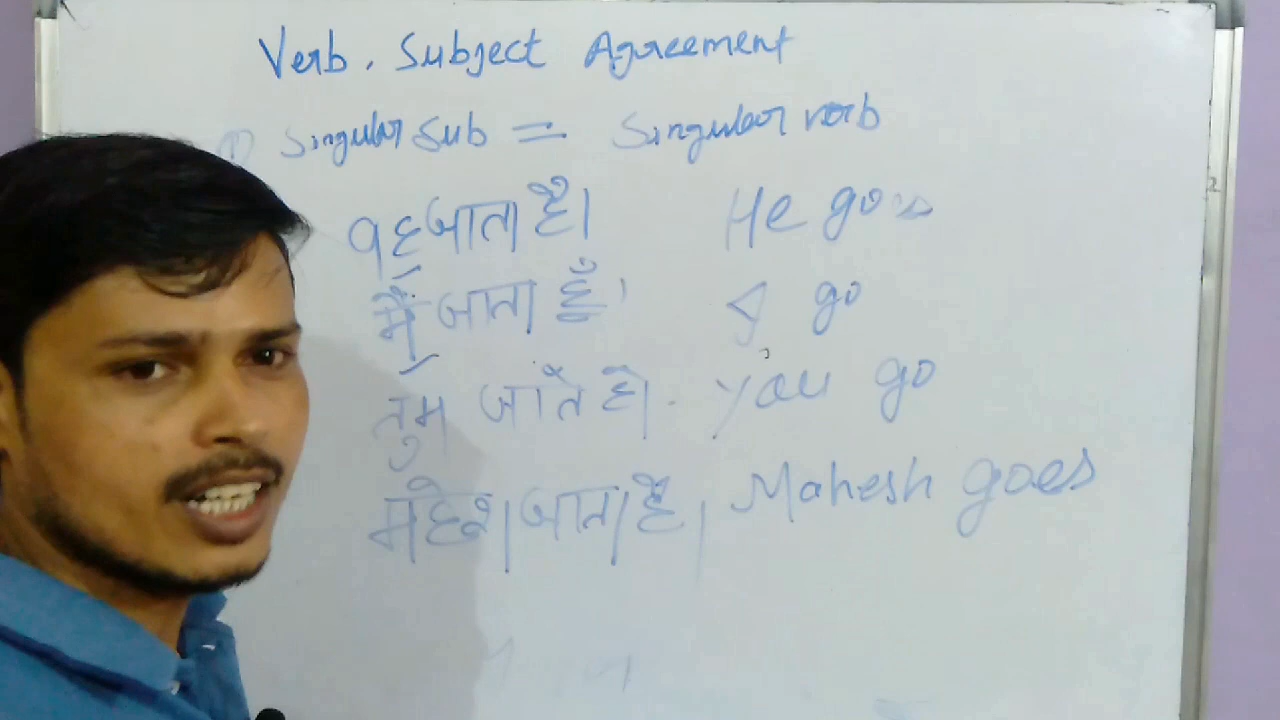 Verb. Subject Agreement
① Singular Sub = Singular verb
वह जाता है। He goes
मैं जाता हूँ। I go
तुम जाते हो। You go
महेश जाता है। Mahesh goes